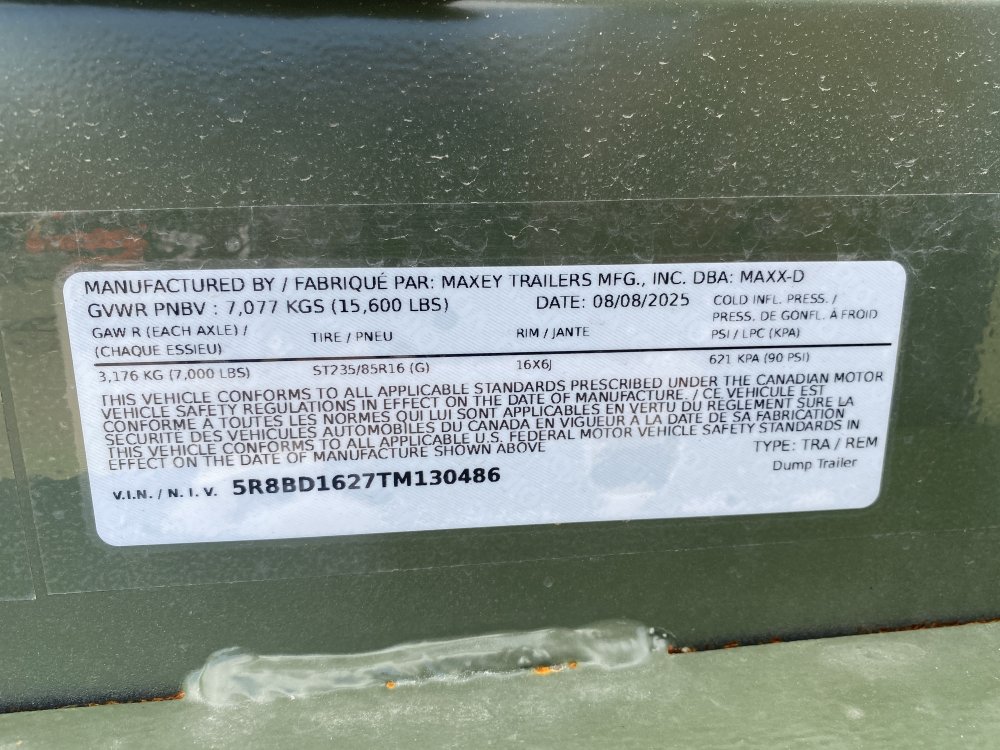 MANUFACTURED BY / FABRIQUÉ PAR: MAXEY TRAILERS MFG., INC. DBA: MAXX-D
GVWR PNBV : 7,077 KGS (15,600 LBS) DATE: 08/08/2025 COLD INFL. PRESS. /
PRESS. DE GONFL. À FROID
GAW R (EACH AXLE) / TIRE / PNEU RIM / JANTE PSI / LPC (KPA)
(CHAQUE ESSIEU)
3,176 KG (7,000 LBS) ST235/85R16 (G) 16X6J 621 KPA (90 PSI)
THIS VEHICLE CONFORMS TO ALL APPLICABLE STANDARDS PRESCRIBED UNDER THE CANADIAN MOTOR
VEHICLE SAFETY REGULATIONS IN EFFECT ON THE DATE OF MANUFACTURE. / CE VEHICULE EST
CONFORME A TOUTES LES NORMES QUI LUI SONT APPLICABLES EN VERTU DU REGLEMENT SUR LA
SECURITE DES VEHICULES AUTOMOBILES DU CANADA EN VIGUEUR A LA DATE DE SA FABRICATION
THIS VEHICLE CONFORMS TO ALL APPLICABLE U.S. FEDERAL MOTOR VEHICLE SAFETY STANDARDS IN
EFFECT ON THE DATE OF MANUFACTURE SHOWN ABOVE
TYPE: TRA / REM
Dump Trailer
V.I.N. / N. I. V. 5R8BD1627TM130486